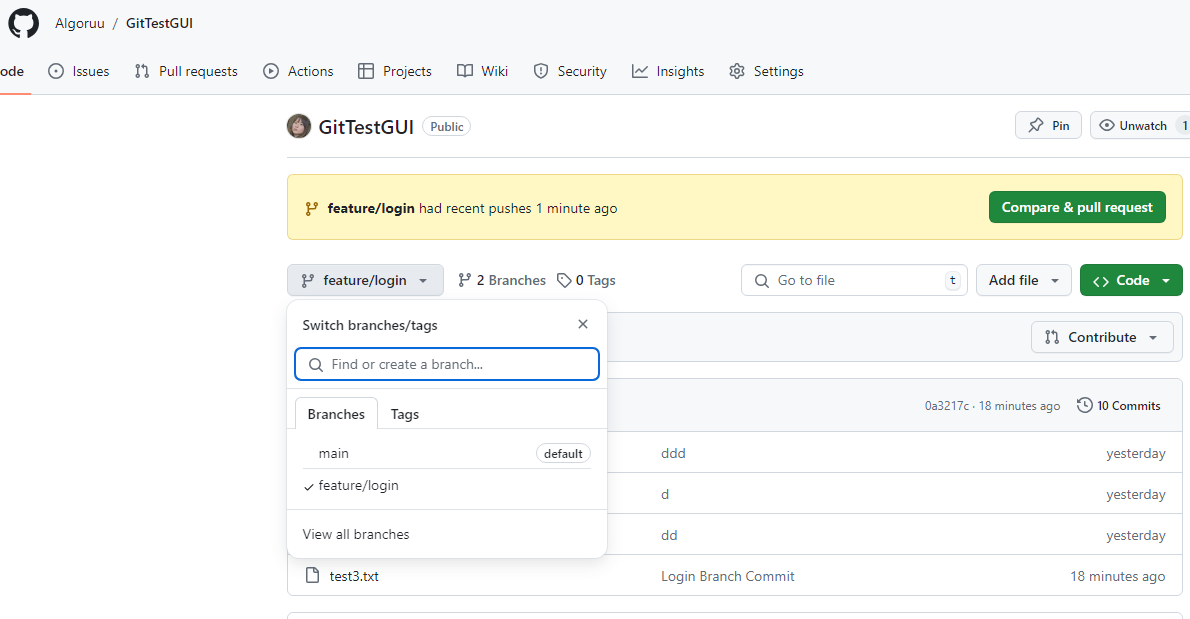 Algoruu / GitTestGUI
ode Issues Pull requests Actions Projects Wiki Security Insights Settings
GitTestGUI Public Pin Unwatch 1
feature/login had recent pushes 1 minute ago Compare & pull request
feature/login 2 Branches 0 Tags Go to file t Add file Code
Switch branches/tags
Contribute
Find or create a branch...
Branches Tags
0a3217c · 18 minutes ago 10 Commits
main default
ddd yesterday
feature/login
d yesterday
View all branches
dd yesterday
test3.txt Login Branch Commit 18 minutes ago